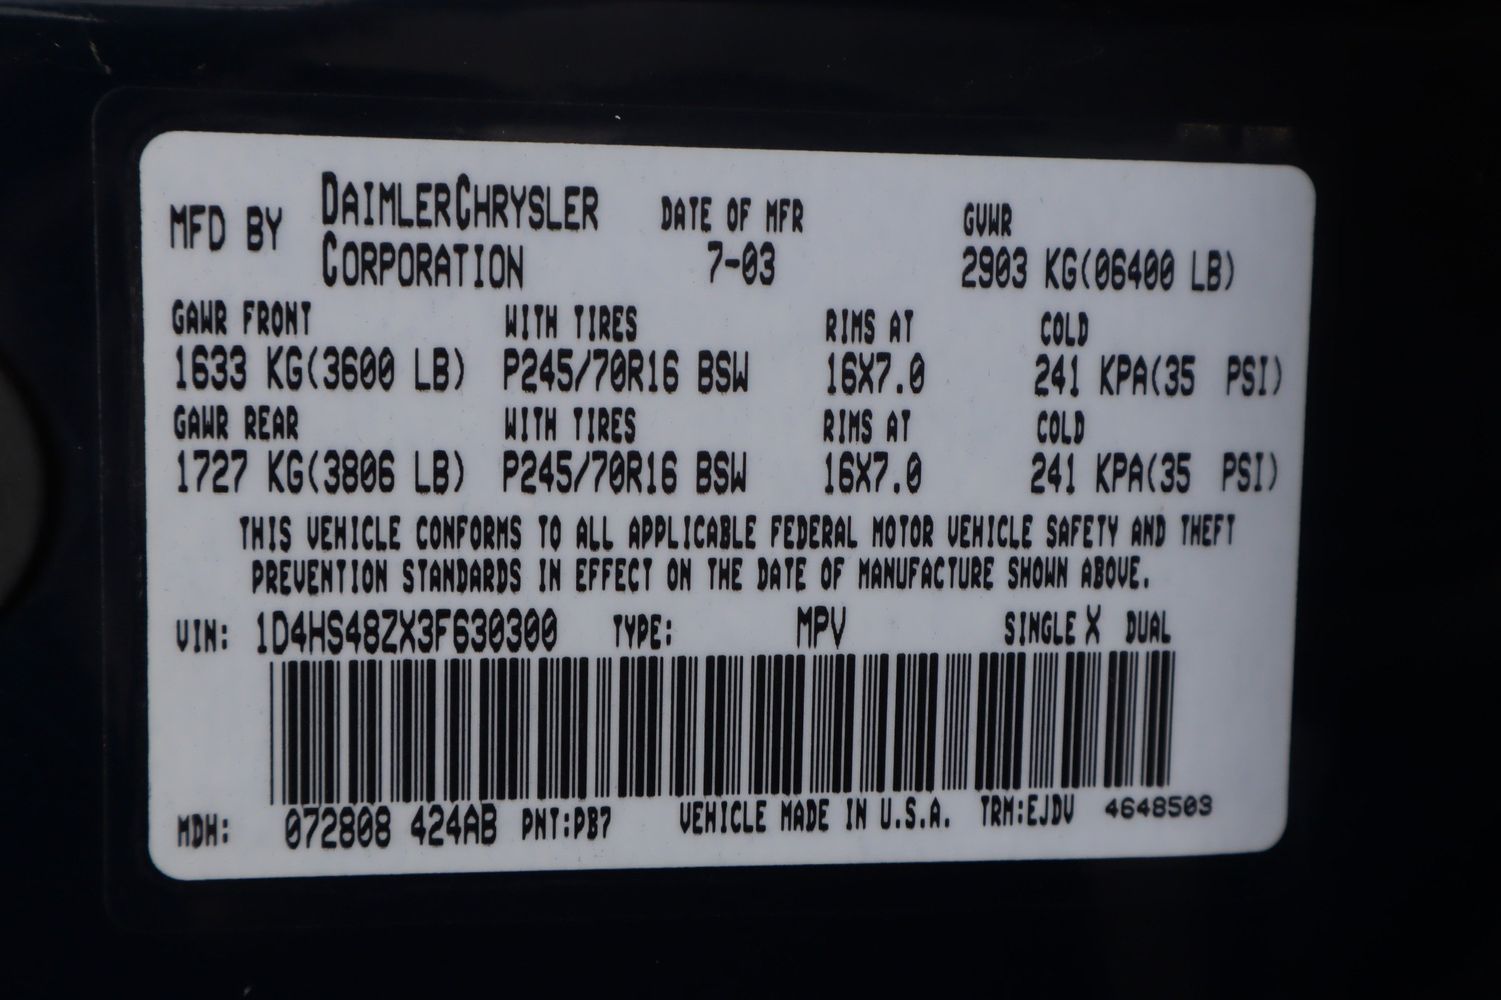 MFD BY DAIMLERCHRYSLER CORPORATION DATE OF MFR 7-03 GVWR 2903 KG(06400 LB)
GAWR FRONT WITH TIRES RIMS AT COLD
1633 KG(3600 LB) P245/70R16 BSW 16X7.0 241 KPA(35 PSI)
GAWR REAR WITH TIRES RIMS AT COLD
1727 KG(3806 LB) P245/70R16 BSW 16X7.0 241 KPA(35 PSI)
THIS VEHICLE CONFORMS TO ALL APPLICABLE FEDERAL MOTOR VEHICLE SAFETY AND THEFT
PREVENTION STANDARDS IN EFFECT ON THE DATE OF MANUFACTURE SHOWN ABOVE.
VIN: 1D4HS48ZX3F630300 TYPE: MPV SINGLE X DUAL
MDH: 072808 424AB PNT:PB7 VEHICLE MADE IN U.S.A. TRM:EJDV 4648503